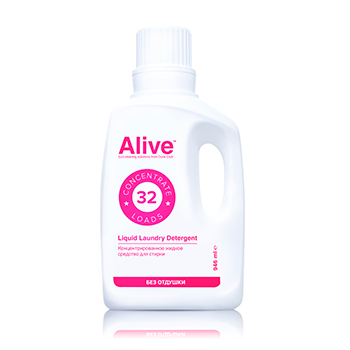 Alive™
Eco cleaning solutions from Coral Club
CONCENTRATE
32
LOADS
Liquid Laundry Detergent
Концентрированное жидкое
средство для стирки
946 ml ℮
БЕЗ ОТДУШКИ